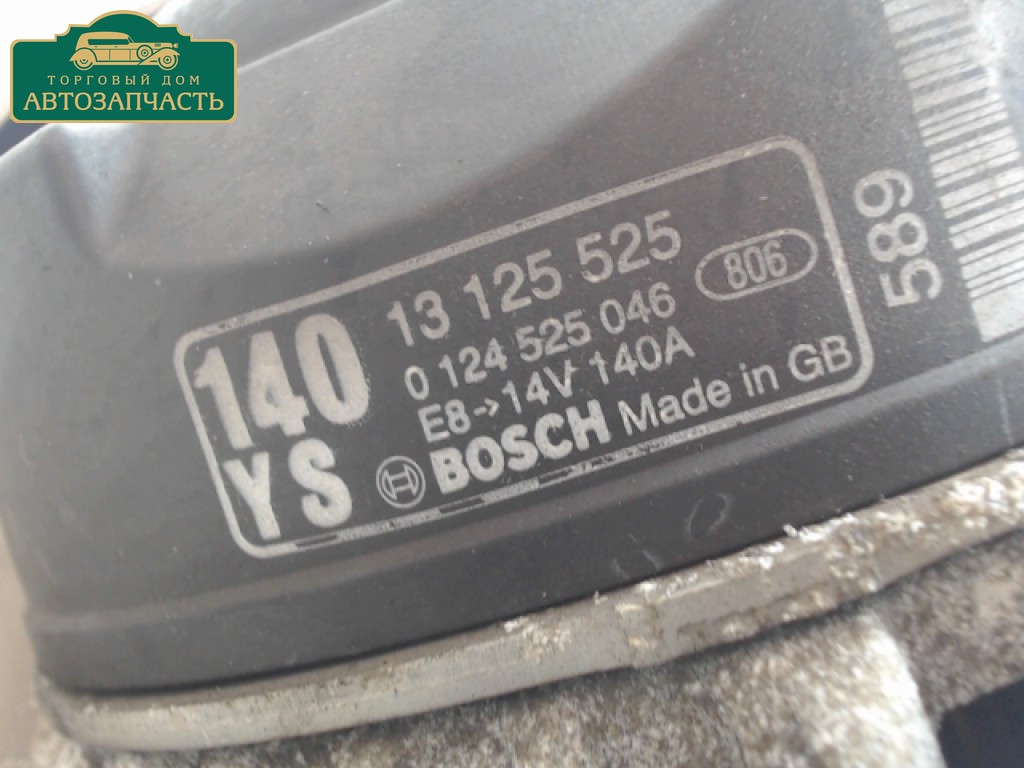 ТОРГОВЫЙ ДОМ
АВТОЗАПЧАСТЬ
140
YS
13 125 525
0 124 525 046
806
E8→14V 140A
BOSCH Made in GB
589